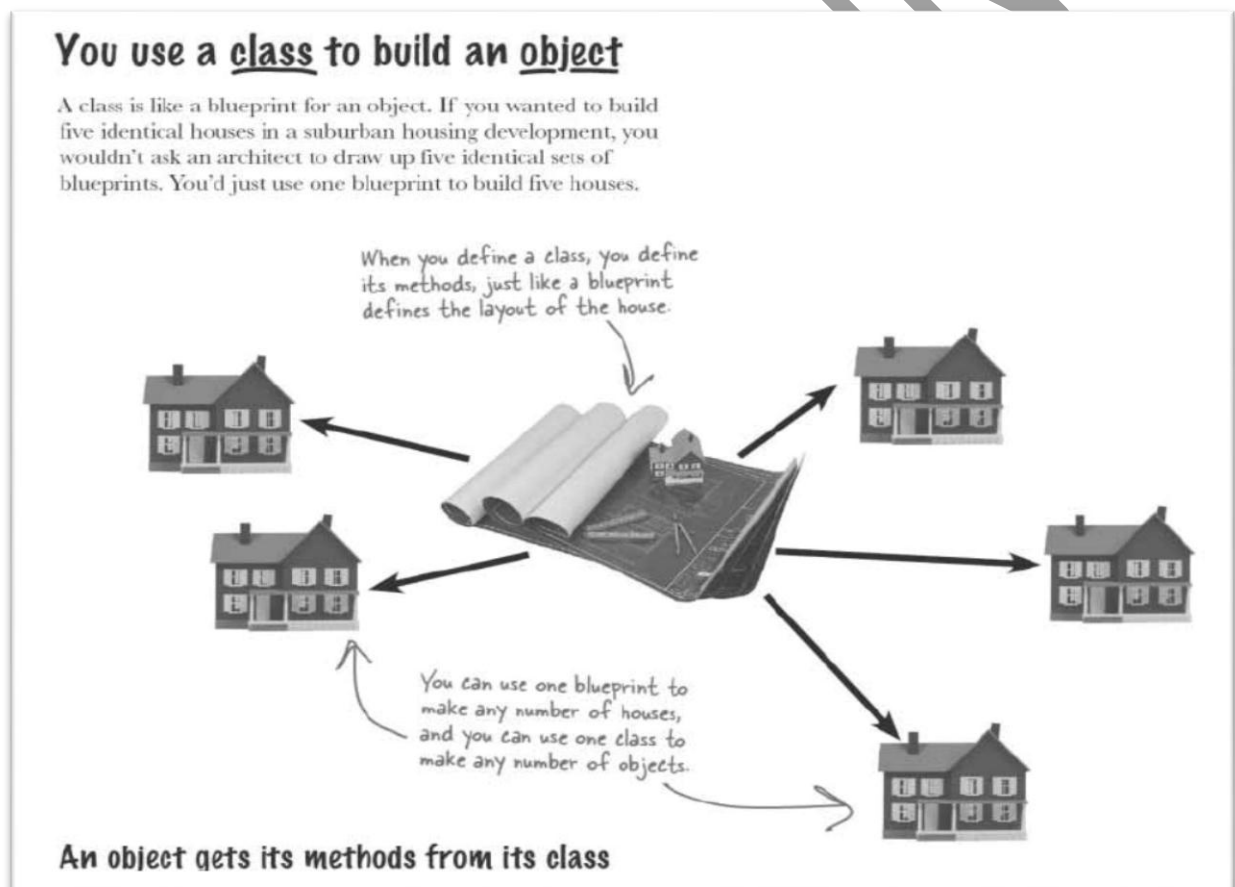 You use a class to build an object
A class is like a blueprint for an object. If you wanted to build
five identical houses in a suburban housing development, you
wouldn't ask an architect to draw up five identical sets of
blueprints. You'd just use one blueprint to build five houses.
When you define a class, you define
its methods, just like a blueprint
defines the layout of the house.
You can use one blueprint to
make any number of houses,
and you can use one class to
make any number of objects.
An object gets its methods from its class